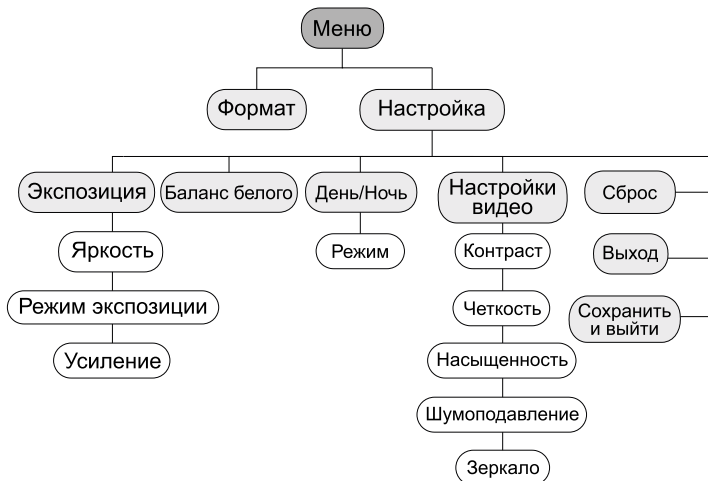 Меню
Формат
Настройка
Экспозиция
Баланс белого
День/Ночь
Настройки
видео
Сброс
Яркость
Режим
Контраст
Выход
Режим экспозиции
Четкость
Сохранить
и выйти
Усиление
Насыщенность
Шумоподавление
Зеркало